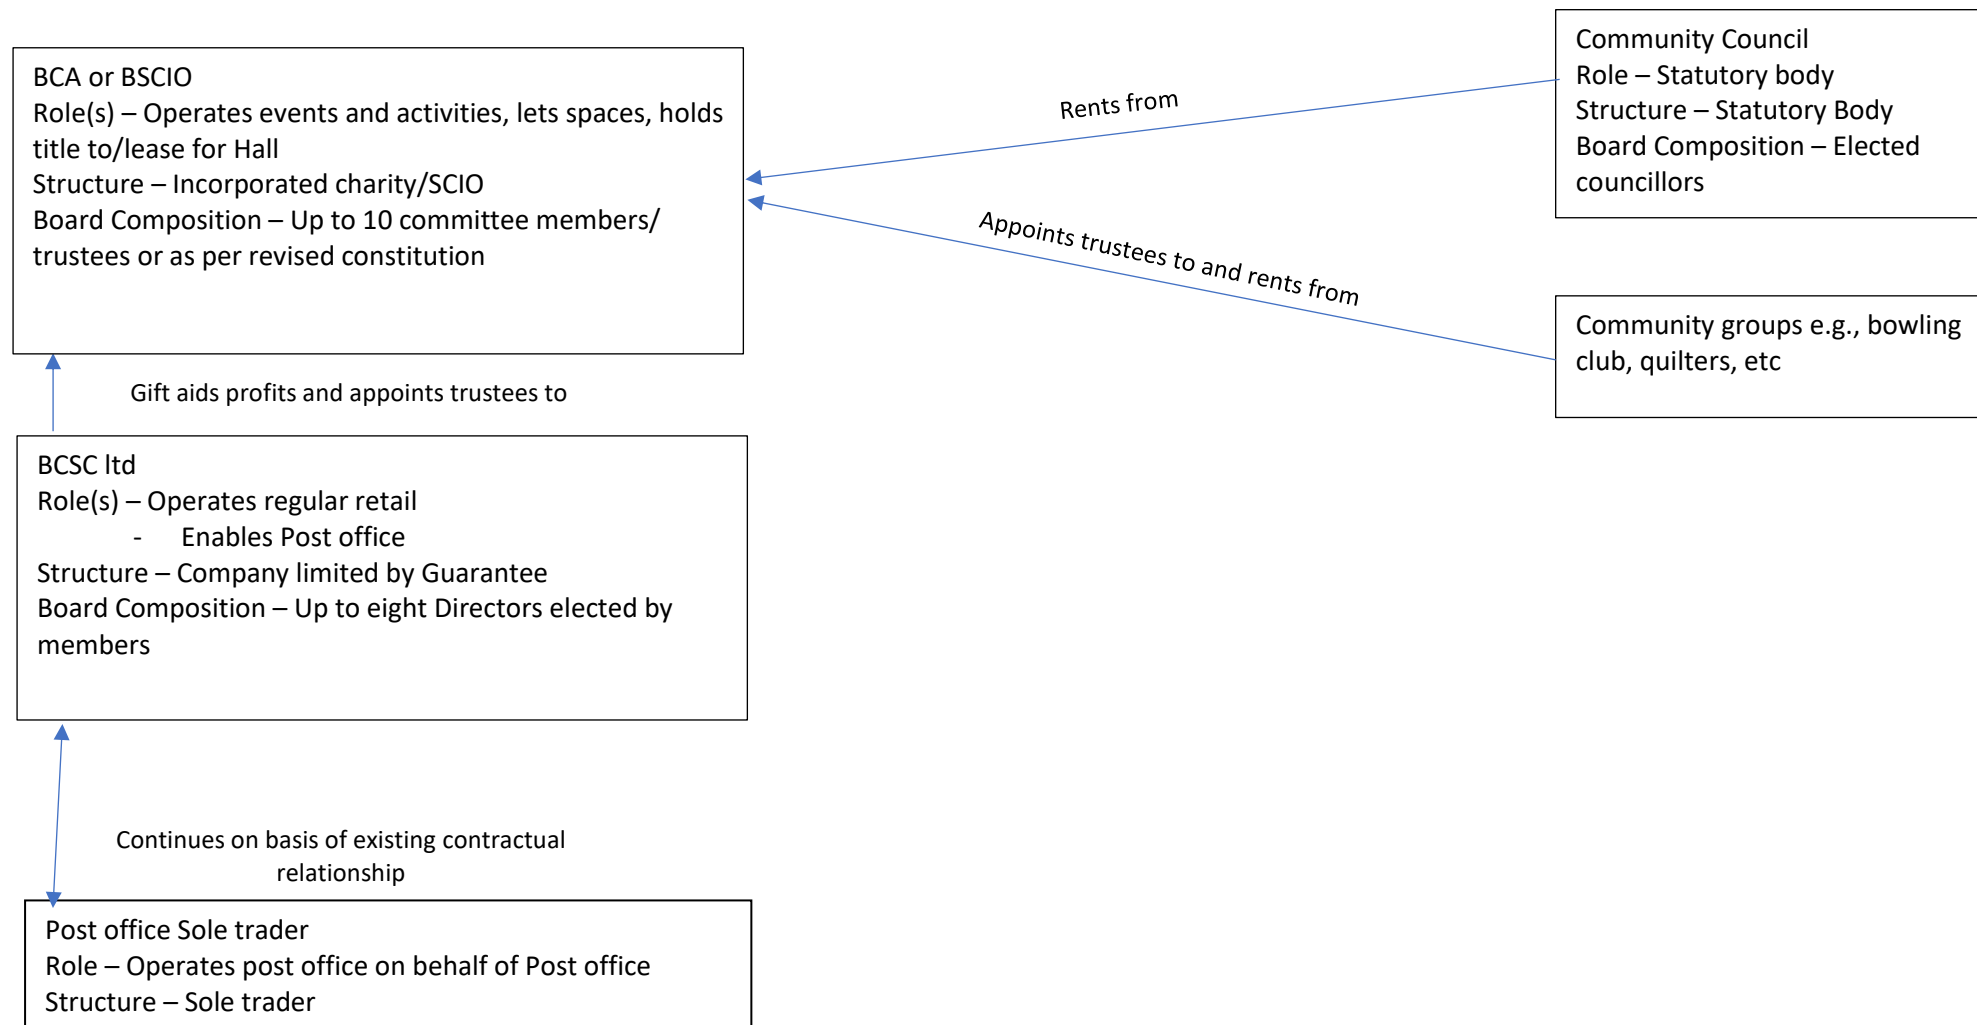 BCA or BSCIO
Role(s) – Operates events and activities, lets spaces, holds
title to/lease for Hall
Structure – Incorporated charity/SCIO
Board Composition – Up to 10 committee members/
trustees or as per revised constitution
Rents from
Community Council
Role – Statutory body
Structure – Statutory Body
Board Composition – Elected
councillors
Appoints trustees to and rents from
Community groups e.g., bowling
club, quilters, etc
Gift aids profits and appoints trustees to
BCSC ltd
Role(s) – Operates regular retail
- Enables Post office
Structure – Company limited by Guarantee
Board Composition – Up to eight Directors elected by
members
Continues on basis of existing contractual
relationship
Post office Sole trader
Role – Operates post office on behalf of Post office
Structure – Sole trader